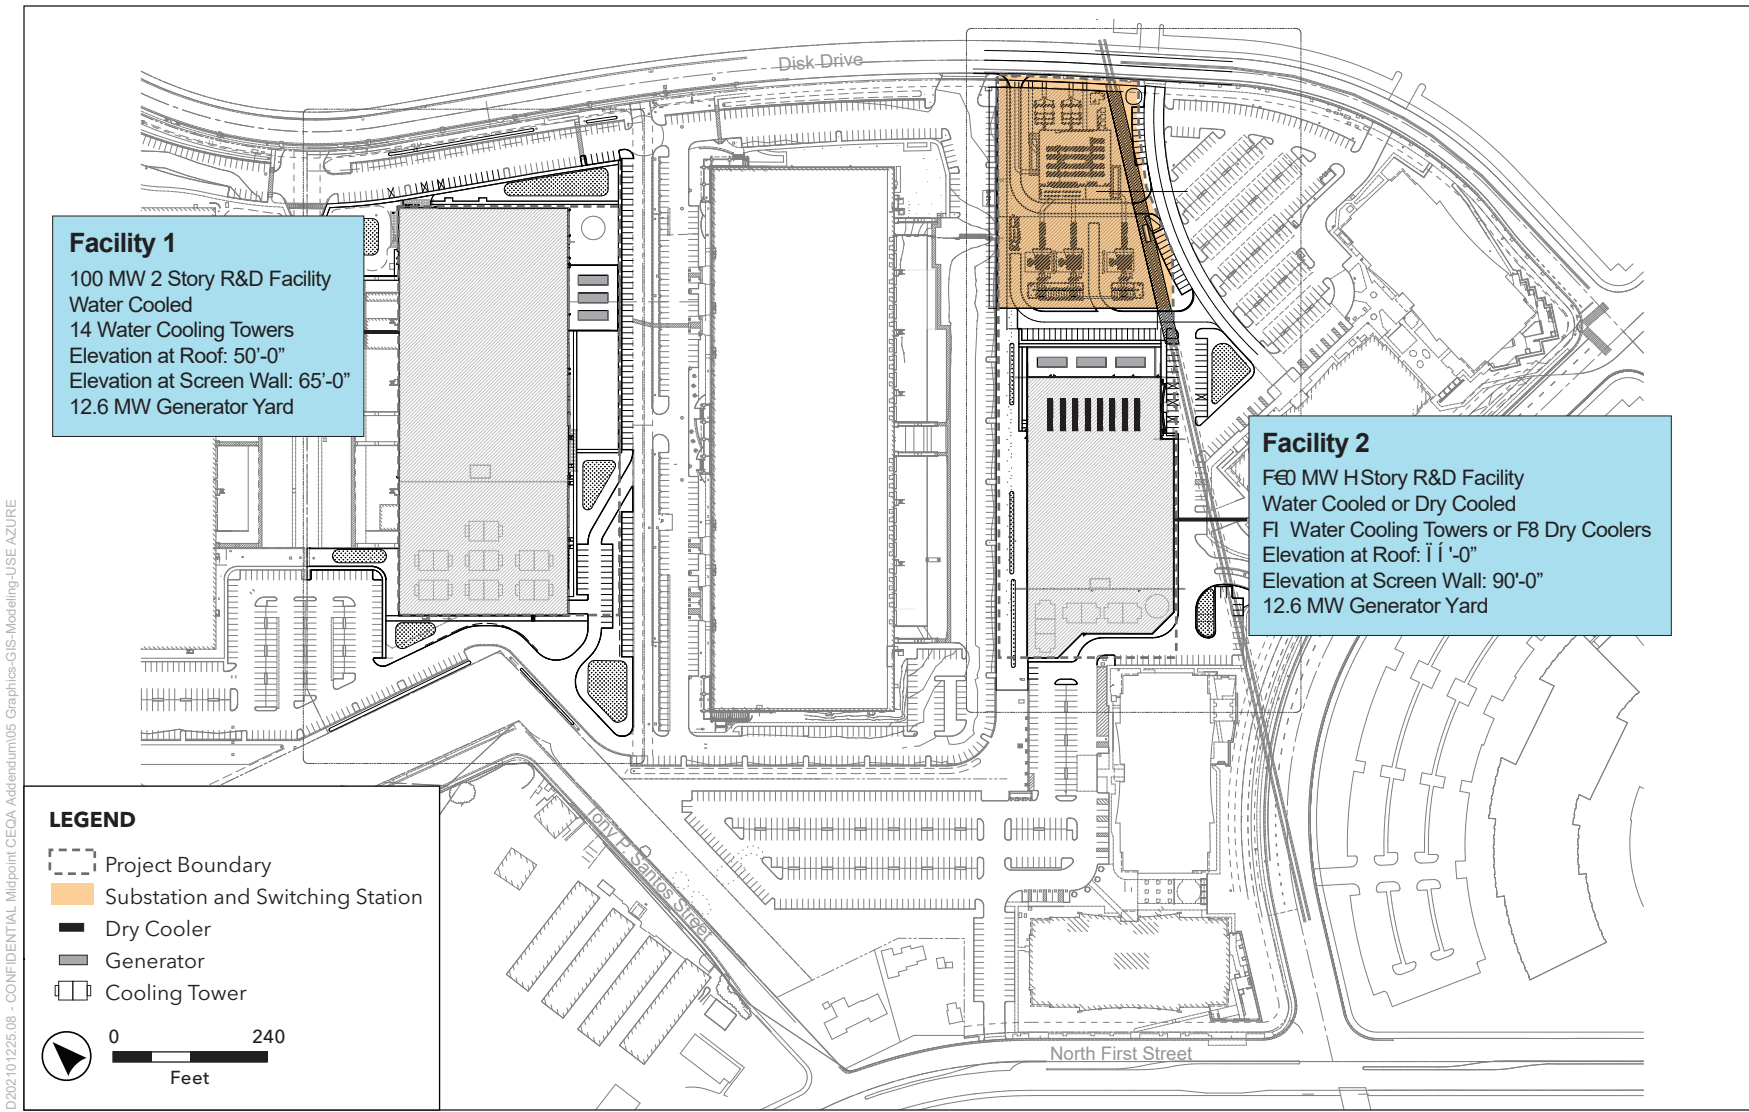 Disk Drive
Facility 1
100 MW 2 Story R&D Facility
Water Cooled
14 Water Cooling Towers
Elevation at Roof: 50'-0”
Elevation at Screen Wall: 65'-0”
12.6 MW Generator Yard
Facility 2
F€0 MW H Story R&D Facility
Water Cooled or Dry Cooled
FI Water Cooling Towers or F8 Dry Coolers
Elevation at Roof: Ï Í '-0”
Elevation at Screen Wall: 90'-0”
12.6 MW Generator Yard
Tony P. Santos Street
North First Street
LEGEND
Project Boundary
Substation and Switching Station
Dry Cooler
Generator
Cooling Tower
0 240
Feet
D202101225.08 - CONFIDENTIAL Midpoint CEQA Addendum\05 Graphics-GIS-Modeling-USE AZURE